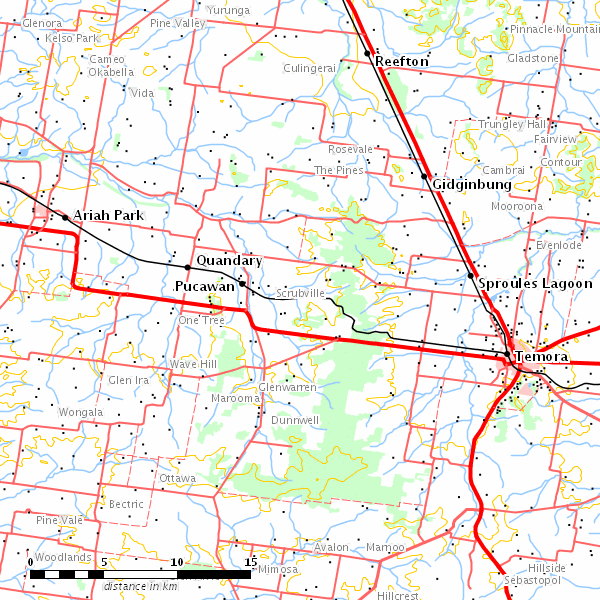 Yurunga
Glenora
Pine Valley
Kelso Park
Pinnacle Mountain
Cameo
Reefton
Gladstone
Okabella
Culingerai
Vida
Trungley Hall
Fairview
Rosevale
Contour
The Pines
Cambrai
Gidginbung
Mooroona
Ariah Park
Evenlode
Quandary
Pucawan
Sproules Lagoon
Scrubville
One Tree
Temora
Wave Hill
Glen Ira
Glenwarren
Marooma
Wongala
Dunnwell
Ottawa
Bectric
Pine Vale
Avalon
Mamoo
Woodlands
Mimosa
Hillside
0
5
10
15
Sebastopol
distance in km
Hillcrest